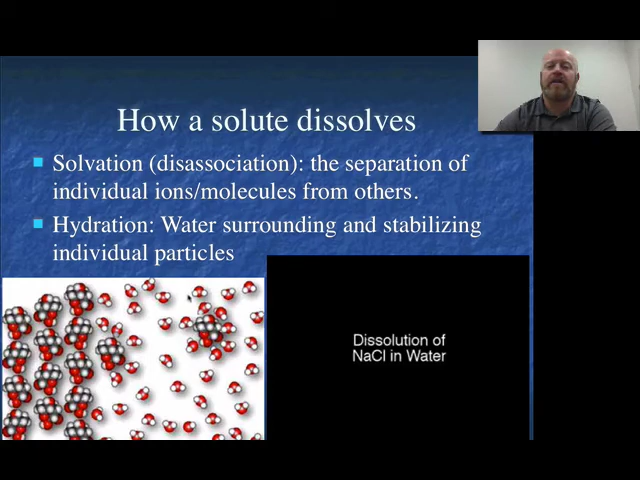 How a solute dissolves
Solvation (disassociation): the separation of
individual ions/molecules from others.
Hydration: Water surrounding and stabilizing
individual particles
Dissolution of
NaCl in Water